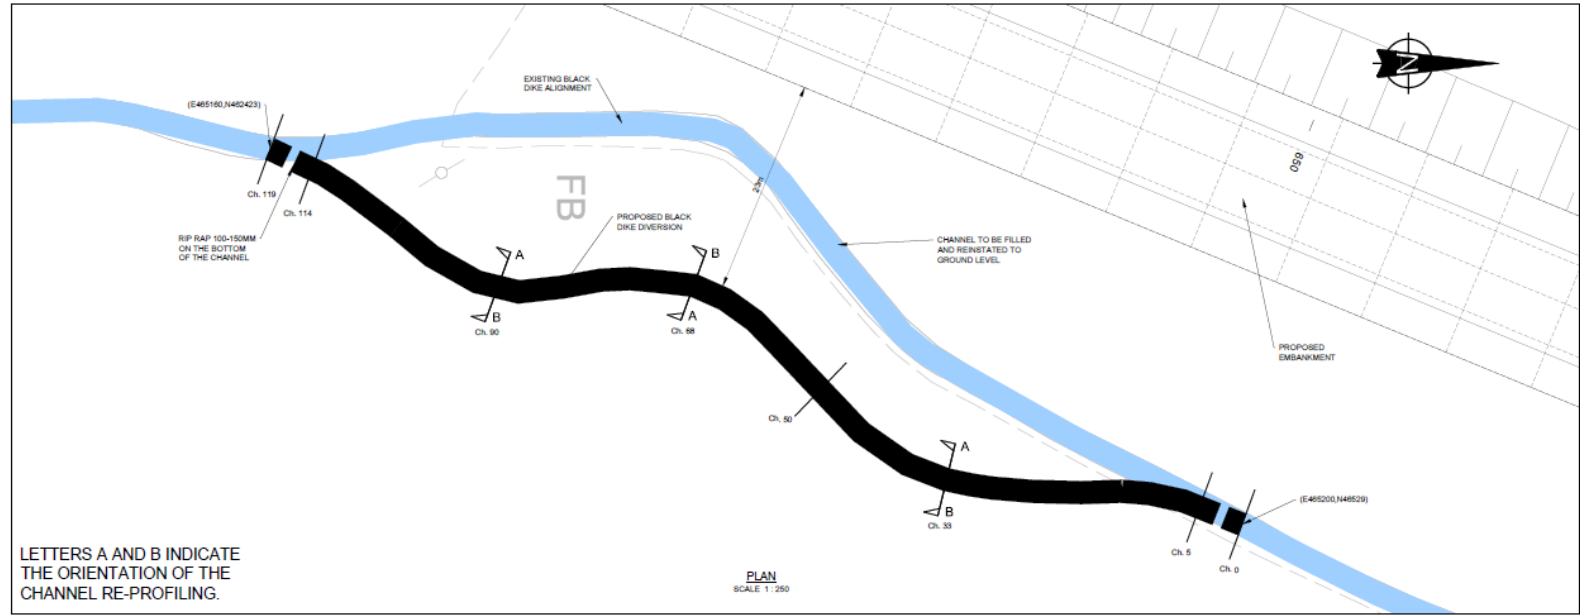 EXISTING BLACK
DIKE ALIGNMENT
N
(E465160,N462423)
650
23m
Ch. 119
FB
Ch. 114
PROPOSED BLACK
DIKE DIVERSION
RIP RAP 100-150MM
ON THE BOTTOM
OF THE CHANNEL
CHANNEL TO BE FILLED
AND REINSTATED TO
GROUND LEVEL
A
B
B
A
Ch. 90
Ch. 68
PROPOSED
EMBANKMENT
Ch. 50
A
B
Ch. 33
(E465200,N46529)
Ch. 5
Ch. 0
LETTERS A AND B INDICATE
THE ORIENTATION OF THE
CHANNEL RE-PROFILING.
PLAN
SCALE 1 : 250